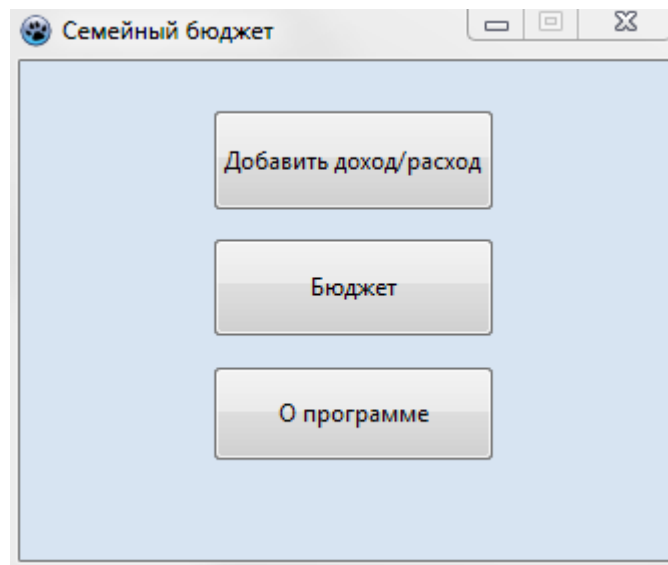 Семейный бюджет
Добавить доход/расход
Бюджет
О программе